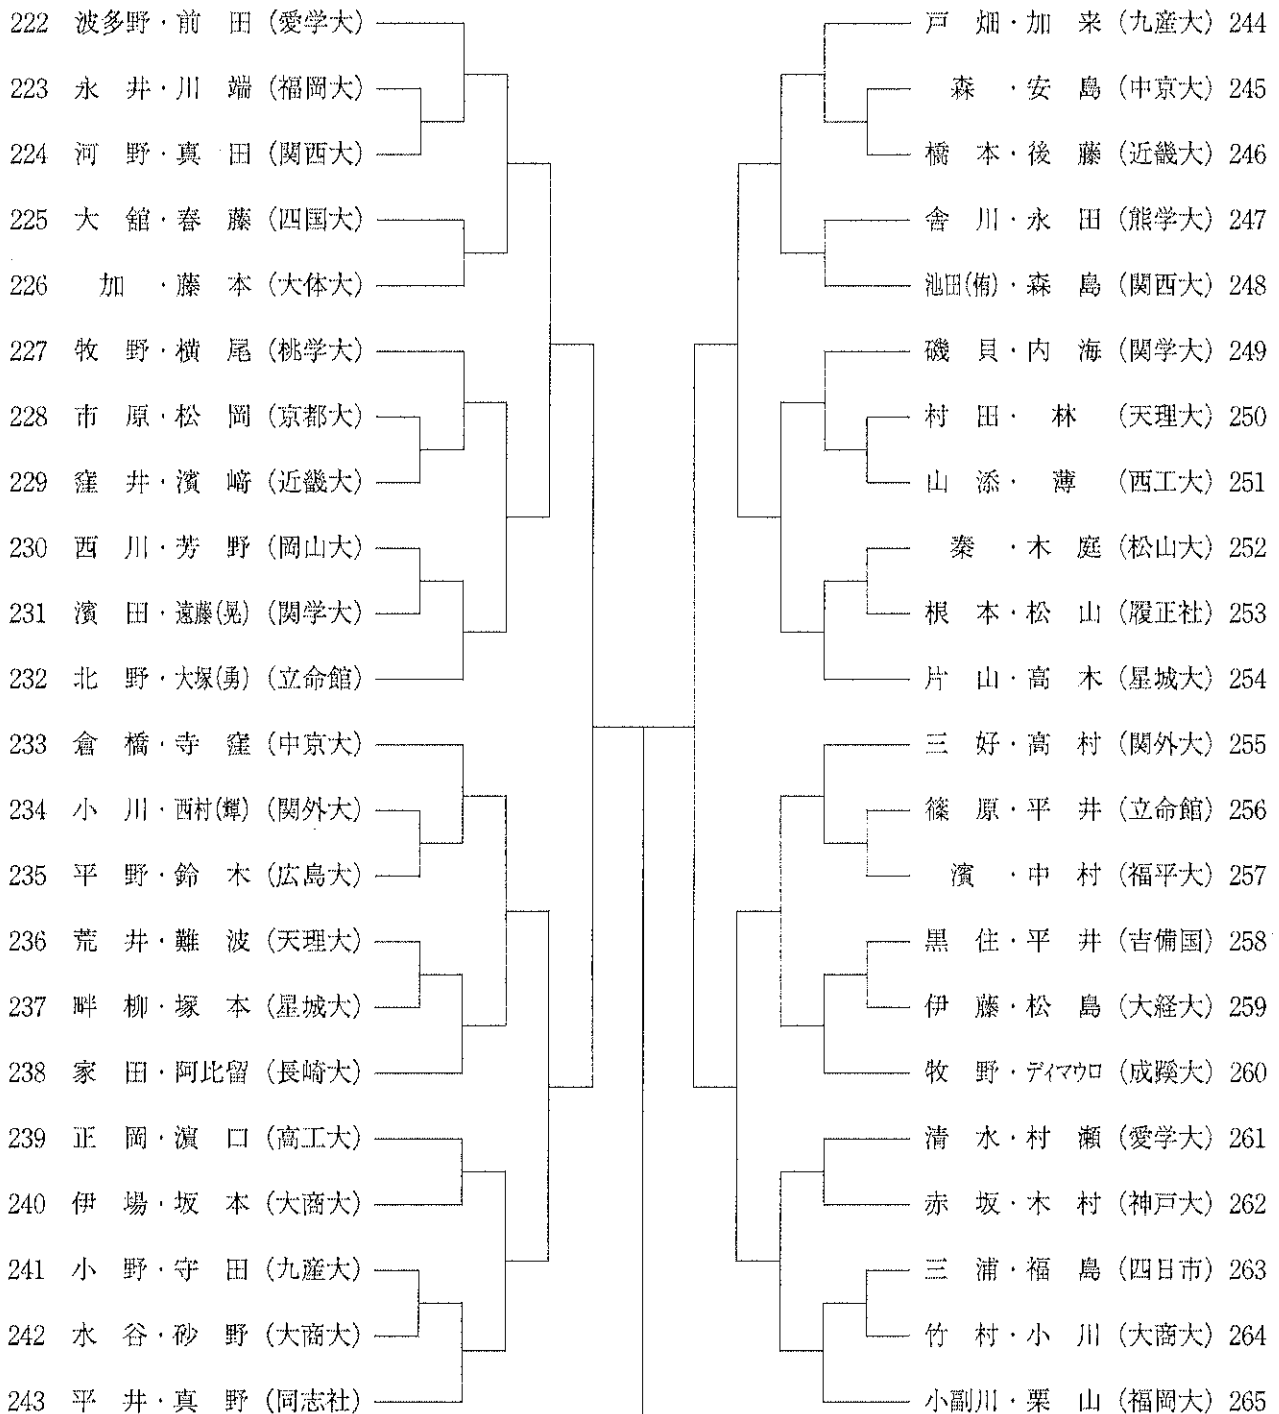 222 波多野・前田 (愛学大)
223 永井・川端 (福岡大)
224 河野・真田 (関西大)
225 大舘・春藤 (四国大)
226 加・藤本 (大体大)
227 牧野・横尾 (桃学大)
228 市原・松岡 (京都大)
229 窪井・濱﨑 (近畿大)
230 西川・芳野 (岡山大)
231 濱田・遠藤(晃) (関学大)
232 北野・大塚(勇) (立命館)
233 倉橋・寺窪 (中京大)
234 小川・西村(輝) (関外大)
235 平野・鈴木 (広島大)
236 荒井・難波 (天理大)
237 畔柳・塚本 (星城大)
238 家田・阿比留 (長崎大)
239 正岡・濵口 (高工大)
240 伊場・坂本 (大商大)
241 小野・守田 (九産大)
242 水谷・砂野 (大商大)
243 平井・真野 (同志社)
戸畑・加来 (九産大) 244
森・安島 (中京大) 245
橋本・後藤 (近畿大) 246
舎川・永田 (熊学大) 247
池田(侑)・森島 (関西大) 248
磯貝・内海 (関学大) 249
村田・林 (天理大) 250
山添・薄 (西工大) 251
秦・木庭 (松山大) 252
根本・松山 (履正社) 253
片山・高木 (星城大) 254
三好・高村 (関外大) 255
篠原・平井 (立命館) 256
濱・中村 (福平大) 257
黒住・平井 (吉備国) 258
伊藤・松島 (大経大) 259
牧野・ディマウロ (成蹊大) 260
清水・村瀬 (愛学大) 261
赤坂・木村 (神戸大) 262
三浦・福島 (四日市) 263
竹村・小川 (大商大) 264
小副川・栗山 (福岡大) 265